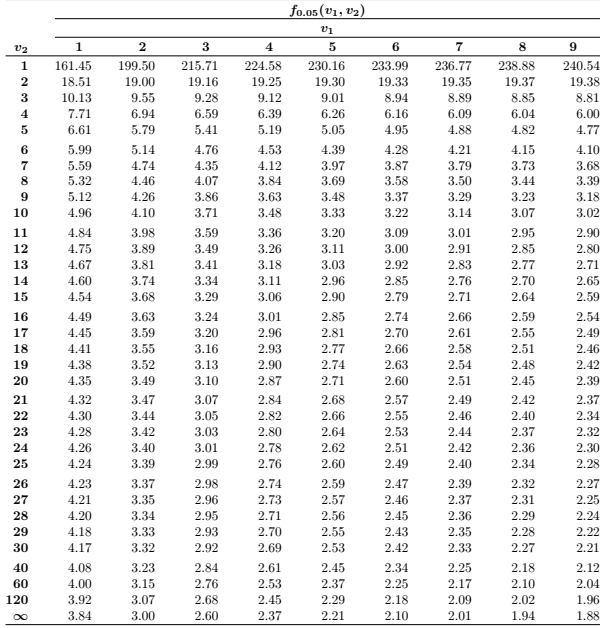 f0.05(v1, v2)
v1
v2 1 2 3 4 5 6 7 8 9
1 161.45 199.50 215.71 224.58 230.16 233.99 236.77 238.88 240.54
2 18.51 19.00 19.16 19.25 19.30 19.33 19.35 19.37 19.38
3 10.13 9.55 9.28 9.12 9.01 8.94 8.89 8.85 8.81
4 7.71 6.94 6.59 6.39 6.26 6.16 6.09 6.04 6.00
5 6.61 5.79 5.41 5.19 5.05 4.95 4.88 4.82 4.77
6 5.99 5.14 4.76 4.53 4.39 4.28 4.21 4.15 4.10
7 5.59 4.74 4.35 4.12 3.97 3.87 3.79 3.73 3.68
8 5.32 4.46 4.07 3.84 3.69 3.58 3.50 3.44 3.39
9 5.12 4.26 3.86 3.63 3.48 3.37 3.29 3.23 3.18
10 4.96 4.10 3.71 3.48 3.33 3.22 3.14 3.07 3.02
11 4.84 3.98 3.59 3.36 3.20 3.09 3.01 2.95 2.90
12 4.75 3.89 3.49 3.26 3.11 3.00 2.91 2.85 2.80
13 4.67 3.81 3.41 3.18 3.03 2.92 2.83 2.77 2.71
14 4.60 3.74 3.34 3.11 2.96 2.85 2.76 2.70 2.65
15 4.54 3.68 3.29 3.06 2.90 2.79 2.71 2.64 2.59
16 4.49 3.63 3.24 3.01 2.85 2.74 2.66 2.59 2.54
17 4.45 3.59 3.20 2.96 2.81 2.70 2.61 2.55 2.49
18 4.41 3.55 3.16 2.93 2.77 2.66 2.58 2.51 2.46
19 4.38 3.52 3.13 2.90 2.74 2.63 2.54 2.48 2.42
20 4.35 3.49 3.10 2.87 2.71 2.60 2.51 2.45 2.39
21 4.32 3.47 3.07 2.84 2.68 2.57 2.49 2.42 2.37
22 4.30 3.44 3.05 2.82 2.66 2.55 2.46 2.40 2.34
23 4.28 3.42 3.03 2.80 2.64 2.53 2.44 2.37 2.32
24 4.26 3.40 3.01 2.78 2.62 2.51 2.42 2.36 2.30
25 4.24 3.39 2.99 2.76 2.60 2.49 2.40 2.34 2.28
26 4.23 3.37 2.98 2.74 2.59 2.47 2.39 2.32 2.27
27 4.21 3.35 2.96 2.73 2.57 2.46 2.37 2.31 2.25
28 4.20 3.34 2.95 2.71 2.56 2.45 2.36 2.29 2.24
29 4.18 3.33 2.93 2.70 2.55 2.43 2.35 2.28 2.22
30 4.17 3.32 2.92 2.69 2.53 2.42 2.33 2.27 2.21
40 4.08 3.23 2.84 2.61 2.45 2.34 2.25 2.18 2.12
60 4.00 3.15 2.76 2.53 2.37 2.25 2.17 2.10 2.04
120 3.92 3.07 2.68 2.45 2.29 2.18 2.09 2.02 1.96
∞ 3.84 3.00 2.60 2.37 2.21 2.10 2.01 1.94 1.88